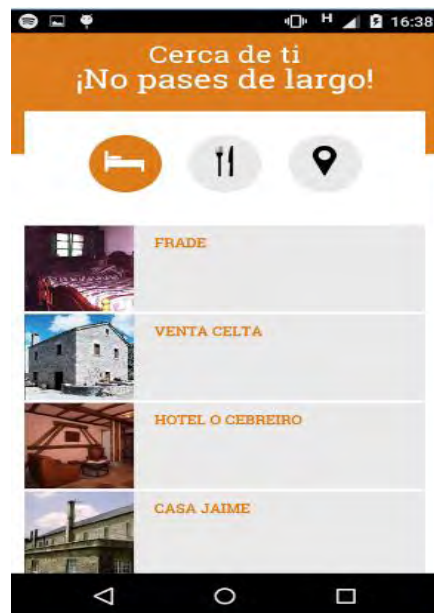 H 16:38
Cerca de ti
¡No pases de largo!
FRADE
VENTA CELTA
HOTEL O CEBREIRO
CASA JAIME